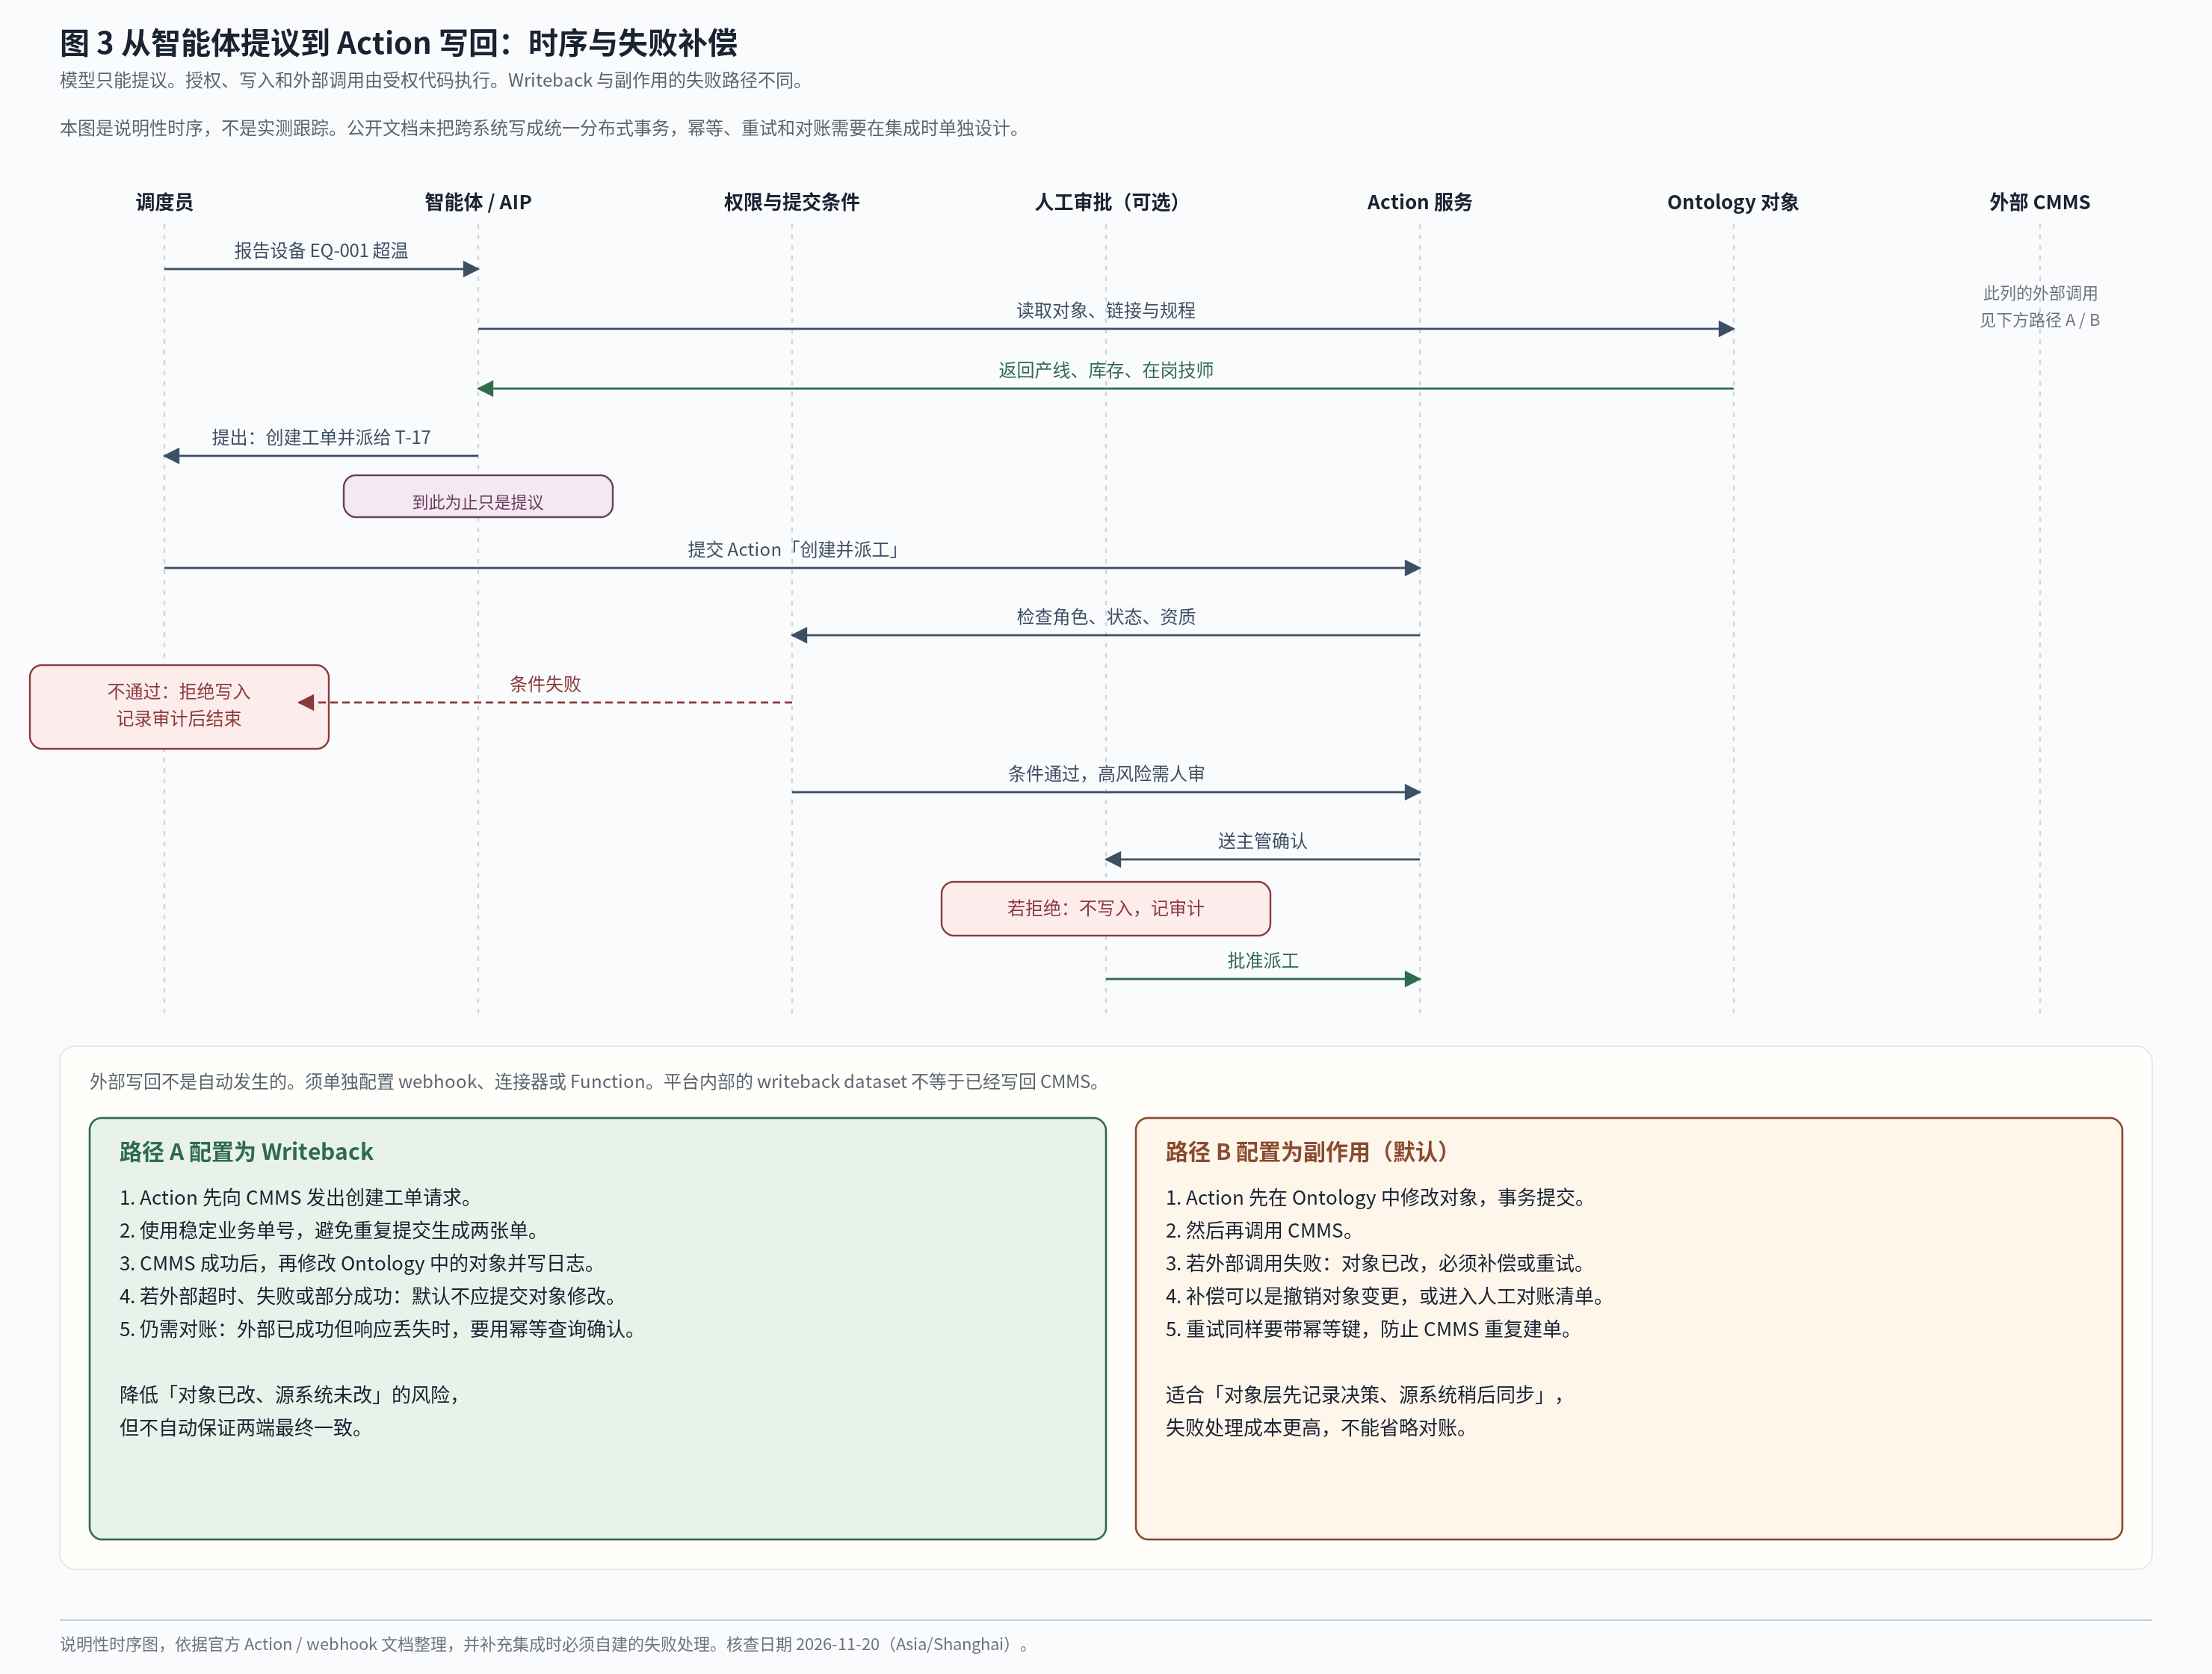 图 3 从智能体提议到 Action 写回：时序与失败补偿
模型只能提议。授权、写入和外部调用由受权代码执行。Writeback 与副作用的失败路径不同。
本图是说明性时序，不是实测跟踪。公开文档未把跨系统写成统一分布式事务，幂等、重试和对账需要在集成时单独设计。
调度员
智能体 / AIP
权限与提交条件
人工审批（可选）
Action 服务
Ontology 对象
外部 CMMS
报告设备 EQ-001 超温
此列的外部调用
见下方路径 A / B
读取对象、链接与规程
返回产线、库存、在岗技师
提出：创建工单并派给 T-17
到此为止只是提议
提交 Action「创建并派工」
检查角色、状态、资质
条件失败
不通过：拒绝写入
记录审计后结束
条件通过，高风险需人审
送主管确认
若拒绝：不写入，记审计
批准派工
外部写回不是自动发生的。须单独配置 webhook、连接器或 Function。平台内部的 writeback dataset 不等于已经写回 CMMS。
路径 A 配置为 Writeback
1. Action 先向 CMMS 发出创建工单请求。
2. 使用稳定业务单号，避免重复提交生成两张单。
3. CMMS 成功后，再修改 Ontology 中的对象并写日志。
4. 若外部超时、失败或部分成功：默认不应提交对象修改。
5. 仍需对账：外部已成功但响应丢失时，要用幂等查询确认。
降低「对象已改、源系统未改」的风险，
但不自动保证两端最终一致。
路径 B 配置为副作用（默认）
1. Action 先在 Ontology 中修改对象，事务提交。
2. 然后再调用 CMMS。
3. 若外部调用失败：对象已改，必须补偿或重试。
4. 补偿可以是撤销对象变更，或进入人工对账清单。
5. 重试同样要带幂等键，防止 CMMS 重复建单。
适合「对象层先记录决策、源系统稍后同步」，
失败处理成本更高，不能省略对账。
说明性时序图，依据官方 Action / webhook 文档整理，并补充集成时必须自建的失败处理。核查日期 2026-11-20（Asia/Shanghai）。